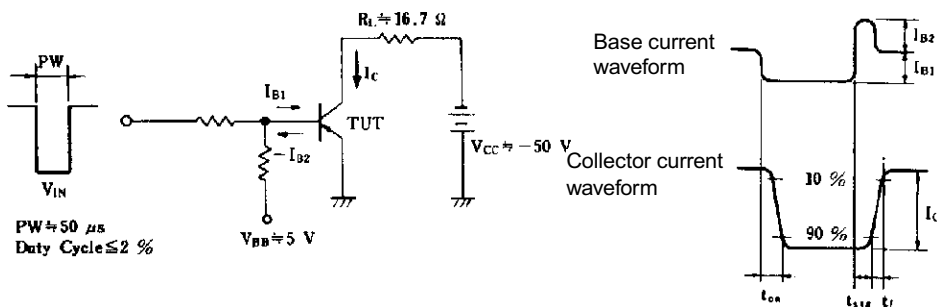 R_L≒16.7 Ω
PW
I_B1
I_C
TUT
−I_B2
V_IN
V_CC≒−50 V
V_BB≒5 V
PW≒50 μs
Duty Cycle≦2 %
Base current
waveform
I_B2
I_B1
Collector current
waveform
10 %
90 %
I_C
t_on
t_stg
t_f